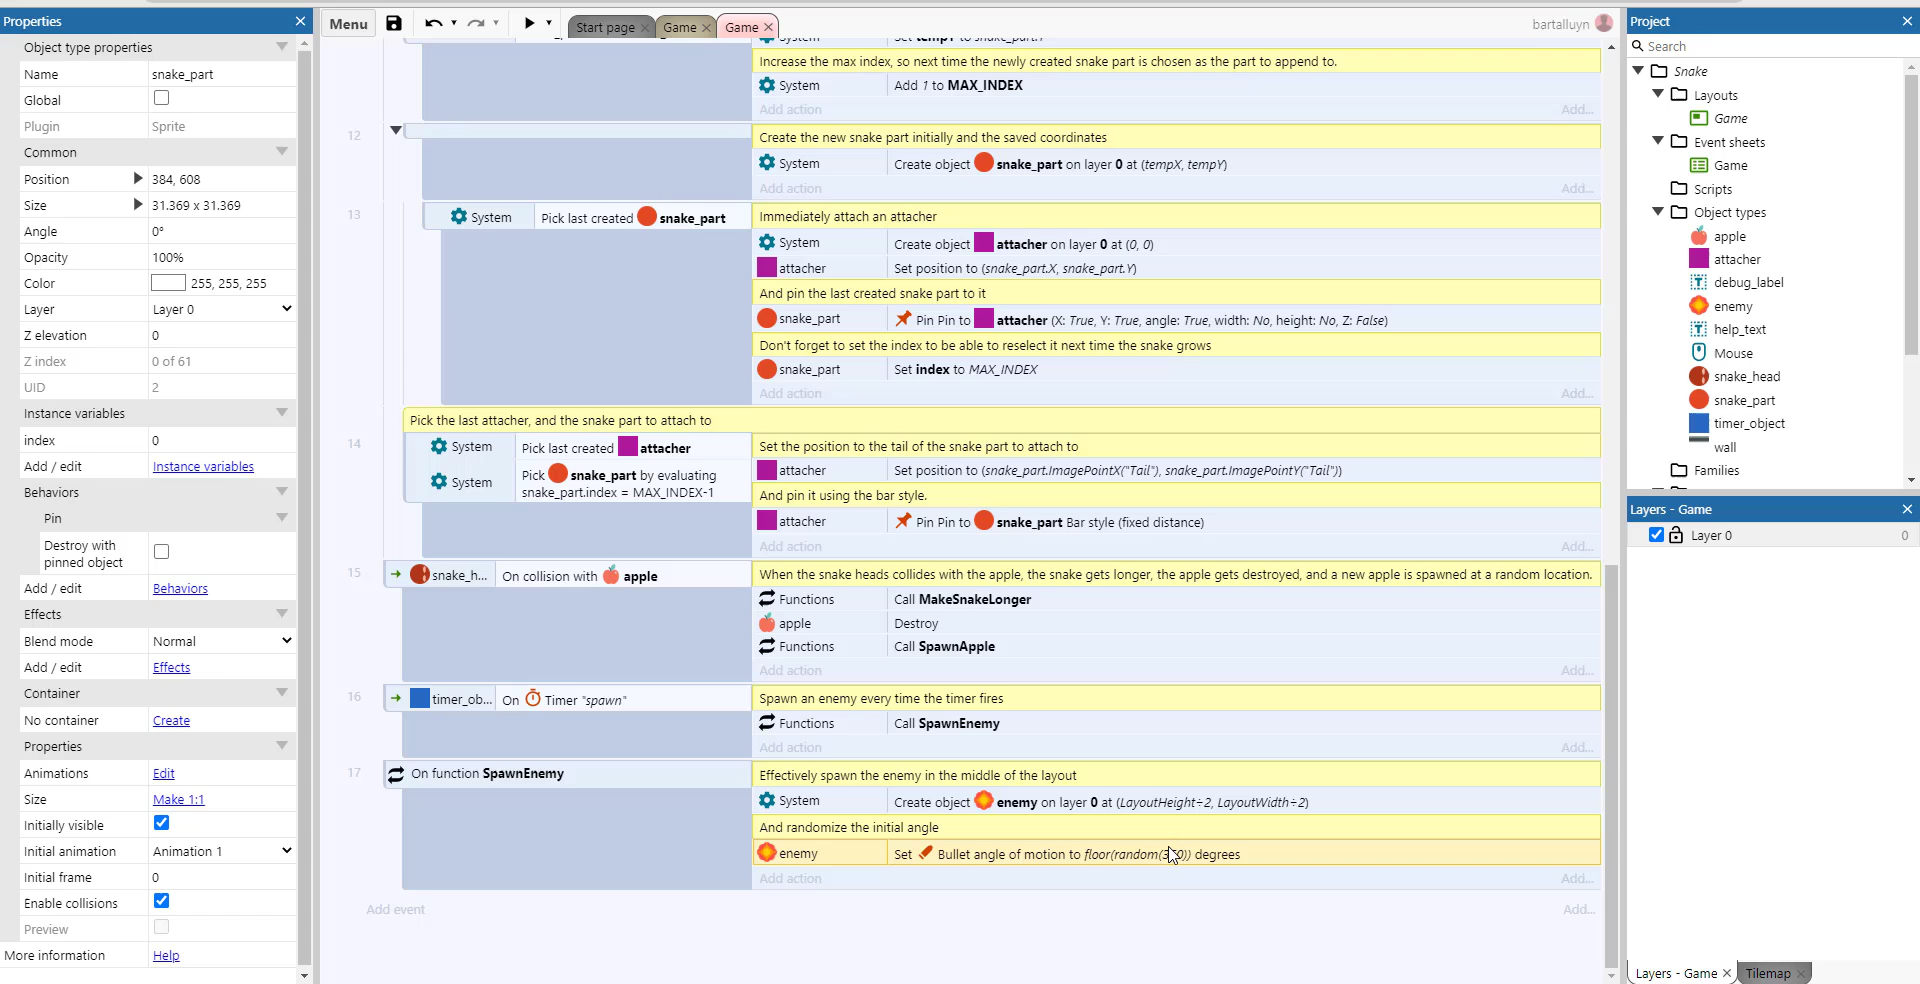 Properties
Object type properties
Name snake_part
Global
Plugin Sprite
Common
Position 384, 608
Size 31.369 x 31.369
Angle 0°
Opacity 100%
Color 255, 255, 255
Layer Layer 0
Z elevation 0
Z index 0 of 61
UID 2
Instance variables
index 0
Add / edit Instance variables
Behaviors
Pin
Destroy with
pinned object
Add / edit Behaviors
Effects
Blend mode Normal
Add / edit Effects
Container
No container Create
Properties
Animations Edit
Size Make 1:1
Initially visible
Initial animation Animation 1
Initial frame 0
Enable collisions
Preview
More information Help
Menu
Start page
Game
Game
bartalluyn
System Set tempY to snake_part.Y
Increase the max index, so next time the newly created snake part is chosen as the part to append to.
System Add 1 to MAX_INDEX
Add action Add...
12
Create the new snake part initially and the saved coordinates
System Create object snake_part on layer 0 at (tempX, tempY)
Add action Add...
13 System Pick last created snake_part
Immediately attach an attacher
System Create object attacher on layer 0 at (0, 0)
attacher Set position to (snake_part.X, snake_part.Y)
And pin the last created snake part to it
snake_part Pin Pin to attacher (X: True, Y: True, angle: True, width: No, height: No, Z: False)
Don't forget to set the index to be able to reselect it next time the snake grows
snake_part Set index to MAX_INDEX
Add action Add...
Pick the last attacher, and the snake part to attach to
14 System Pick last created attacher
System Pick snake_part by evaluating
snake_part.index = MAX_INDEX-1
Set the position to the tail of the snake part to attach to
attacher Set position to (snake_part.ImagePointX("Tail"), snake_part.ImagePointY("Tail"))
And pin it using the bar style.
attacher Pin Pin to snake_part Bar style (fixed distance)
Add action Add...
15 snake_h... On collision with apple
When the snake heads collides with the apple, the snake gets longer, the apple gets destroyed, and a new apple is spawned at a random location.
Functions Call MakeSnakeLonger
apple Destroy
Functions Call SpawnApple
Add action Add...
16 timer_ob... On Timer "spawn"
Spawn an enemy every time the timer fires
Functions Call SpawnEnemy
Add action Add...
17 On function SpawnEnemy
Effectively spawn the enemy in the middle of the layout
System Create object enemy on layer 0 at (LayoutHeight÷2, LayoutWidth÷2)
And randomize the initial angle
enemy Set Bullet angle of motion to floor(random(360)) degrees
Add action Add...
Add event Add...
Project
Search
Snake
Layouts
Game
Event sheets
Game
Scripts
Object types
apple
attacher
debug_label
enemy
help_text
Mouse
snake_head
snake_part
timer_object
wall
Families
Layers - Game
Layer 0 0
Layers - Game
Tilemap